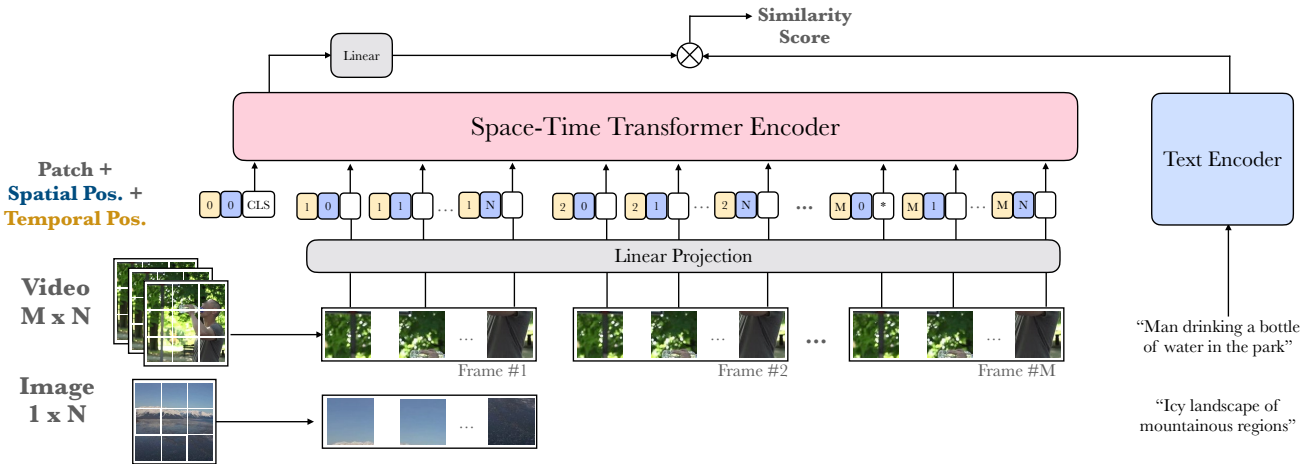 Similarity
Score
Linear
Space-Time Transformer Encoder
Text Encoder
Patch +
Spatial Pos. +
Temporal Pos.
0 0 CLS 1 0 1 1 ... 1 N 2 0 2 1 ... 2 N ... M 0 * M 1 ... M N
Linear Projection
Video
M x N
...
...
...
...
Frame #1
Frame #2
Frame #M
“Man drinking a bottle
of water in the park”
Image
1 x N
...
“Icy landscape of
mountainous regions”